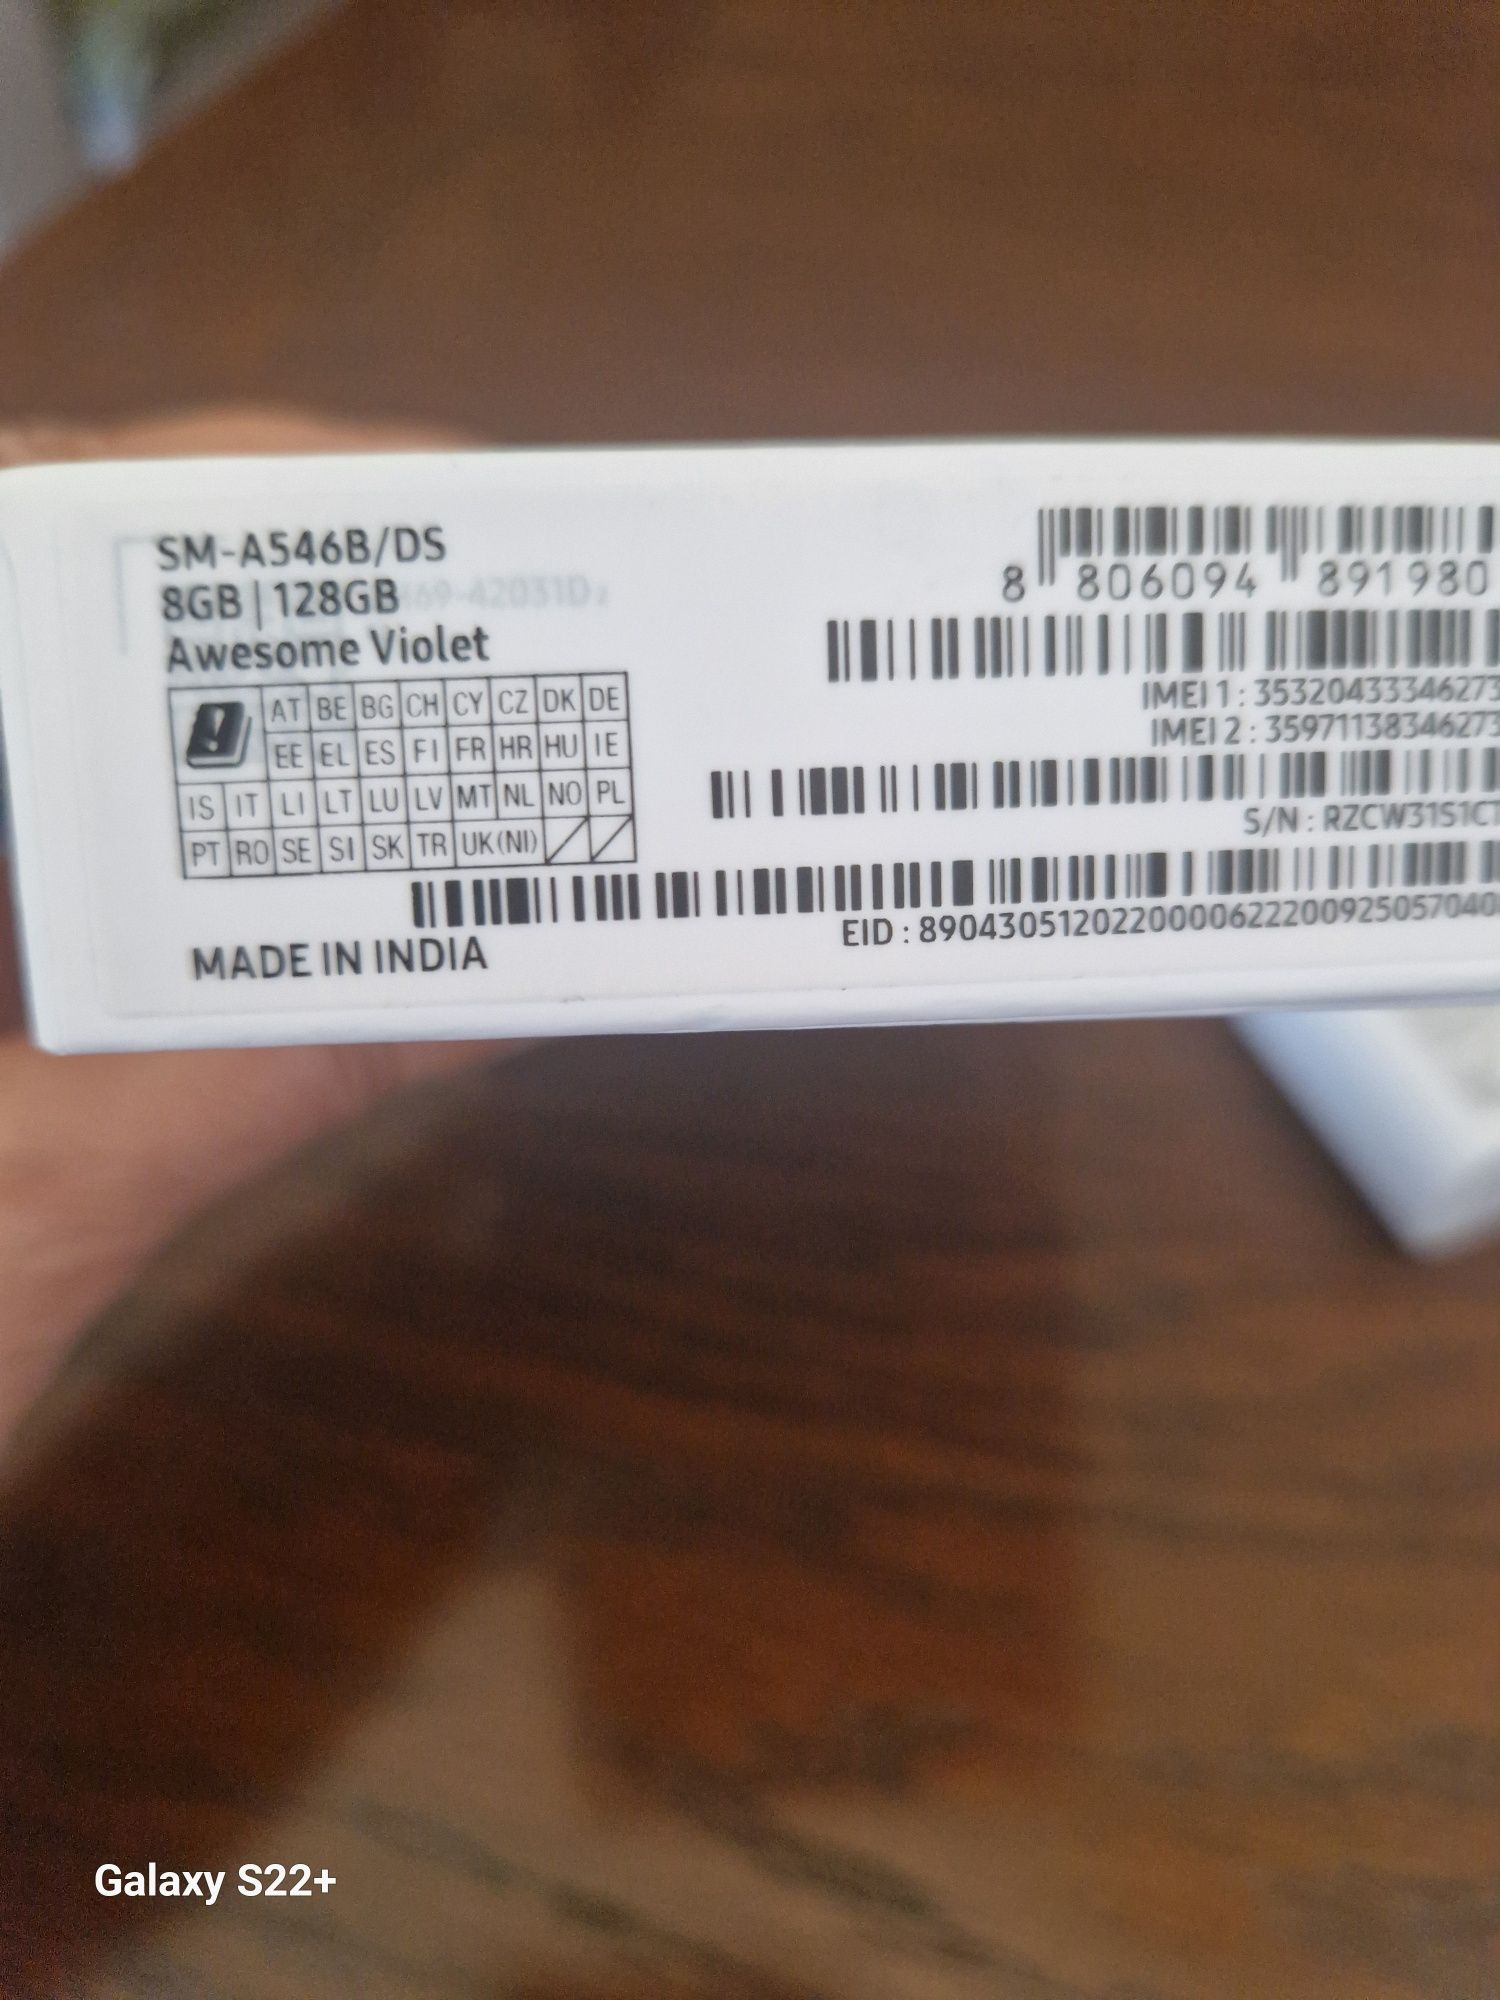 SM-A546B/DS
8GB | 128GB
Awesome Violet
AT BE BG CH CY CZ DK DE
EE EL ES FI FR HR HU IE
IS IT LI LT LU LV MT NL NO PL
PT RO SE SI SK TR UK(NI)
MADE IN INDIA
8 806094 891980
IMEI 1 : 35320433346273
IMEI 2 : 35971138346273
S/N : RZCW31S1CT
EID : 890430512022000062220092505704
Galaxy S22+